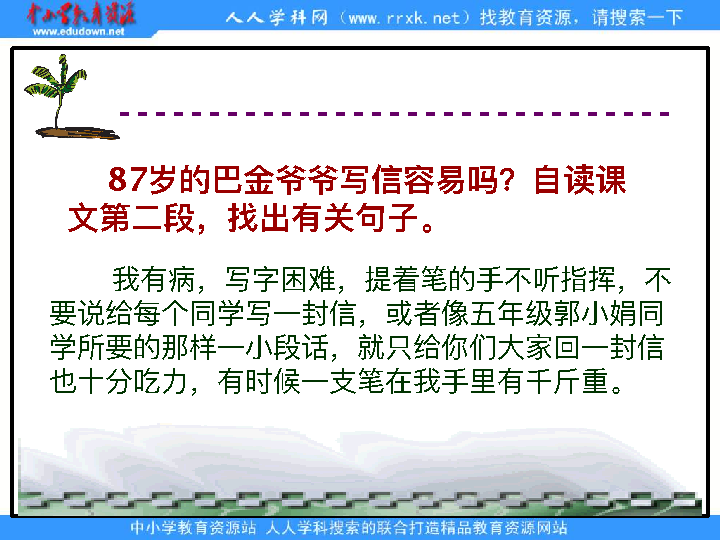 中小学教育资源
www.edudown.net
人人学科网（www.rrxk.net）找教育资源，请搜索一下
87岁的巴金爷爷写信容易吗？自读课
文第二段，找出有关句子。
我有病，写字困难，提着笔的手不听指挥，不
要说给每个同学写一封信，或者像五年级郭小娟同
学所要的那样一小段话，就只给你们大家回一封信
也十分吃力，有时候一支笔在我手里有千斤重。
中小学教育资源站 人人学科搜索的联合打造精品教育资源网站